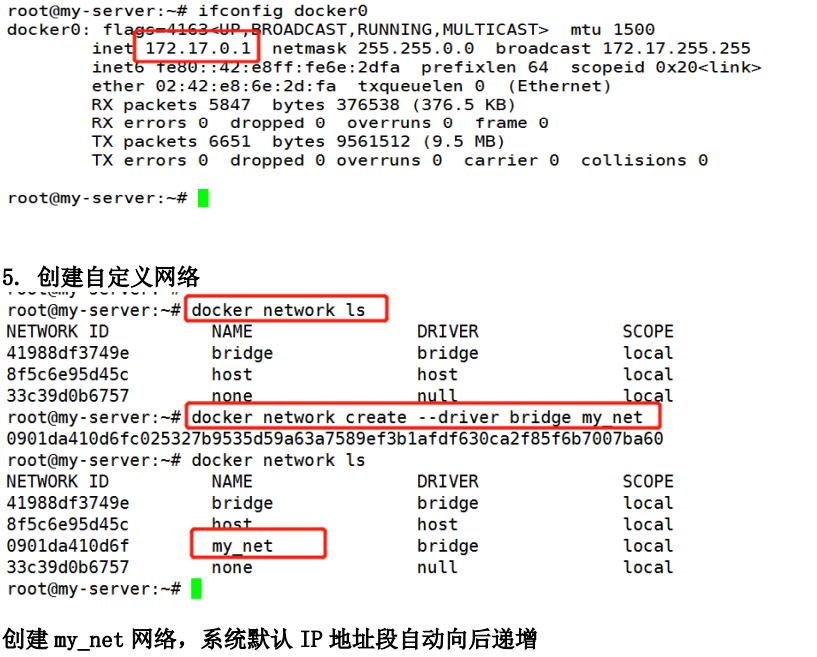 root@my-server:~# ifconfig docker0
docker0: flags=4163<UP,BROADCAST,RUNNING,MULTICAST>  mtu 1500
        inet 172.17.0.1  netmask 255.255.0.0  broadcast 172.17.255.255
        inet6 fe80::42:e8ff:fe6e:2dfa  prefixlen 64  scopeid 0x20<link>
        ether 02:42:e8:6e:2d:fa  txqueuelen 0  (Ethernet)
        RX packets 5847  bytes 376538 (376.5 KB)
        RX errors 0  dropped 0  overruns 0  frame 0
        TX packets 6651  bytes 9561512 (9.5 MB)
        TX errors 0  dropped 0 overruns 0  carrier 0  collisions 0
root@my-server:~#
5. 创建自定义网络
root@my-server:~# docker network ls
NETWORK ID          NAME                DRIVER              SCOPE
41988df3749e        bridge              bridge              local
8f5c6e95d45c        host                host                local
33c39d0b6757        none                null                local
root@my-server:~# docker network create --driver bridge my_net
0901da410d6fc025327b9535d59a63a7589ef3b1afdf630ca2f85f6b7007ba60
root@my-server:~# docker network ls
NETWORK ID          NAME                DRIVER              SCOPE
41988df3749e        bridge              bridge              local
8f5c6e95d45c        host                host                local
0901da410d6f        my_net              bridge              local
33c39d0b6757        none                null                local
root@my-server:~#
创建 my_net 网络，系统默认 IP 地址段自动向后递增